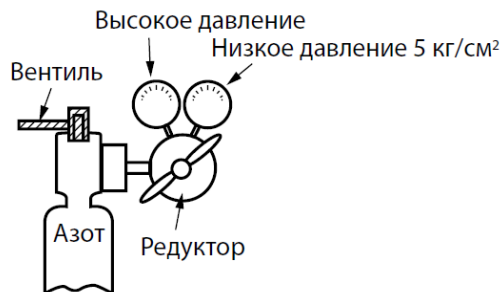 Высокое давление
Низкое давление 5 кг/см²
Вентиль
Азот
Редуктор